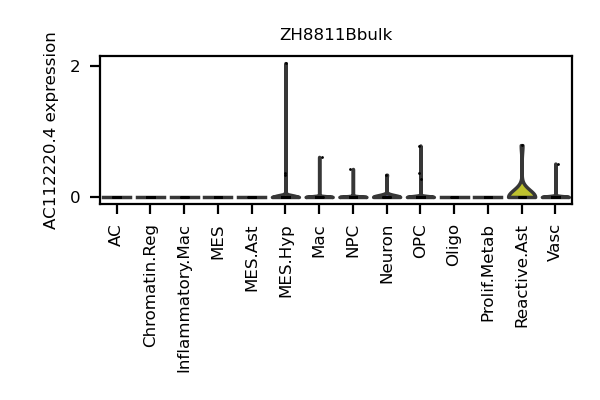 ZH8811Bbulk
AC112220.4 expression
2
0
AC
Chromatin.Reg
Inflammatory.Mac
MES
MES.Ast
MES.Hyp
Mac
NPC
Neuron
OPC
Oligo
Prolif.Metab
Reactive.Ast
Vasc